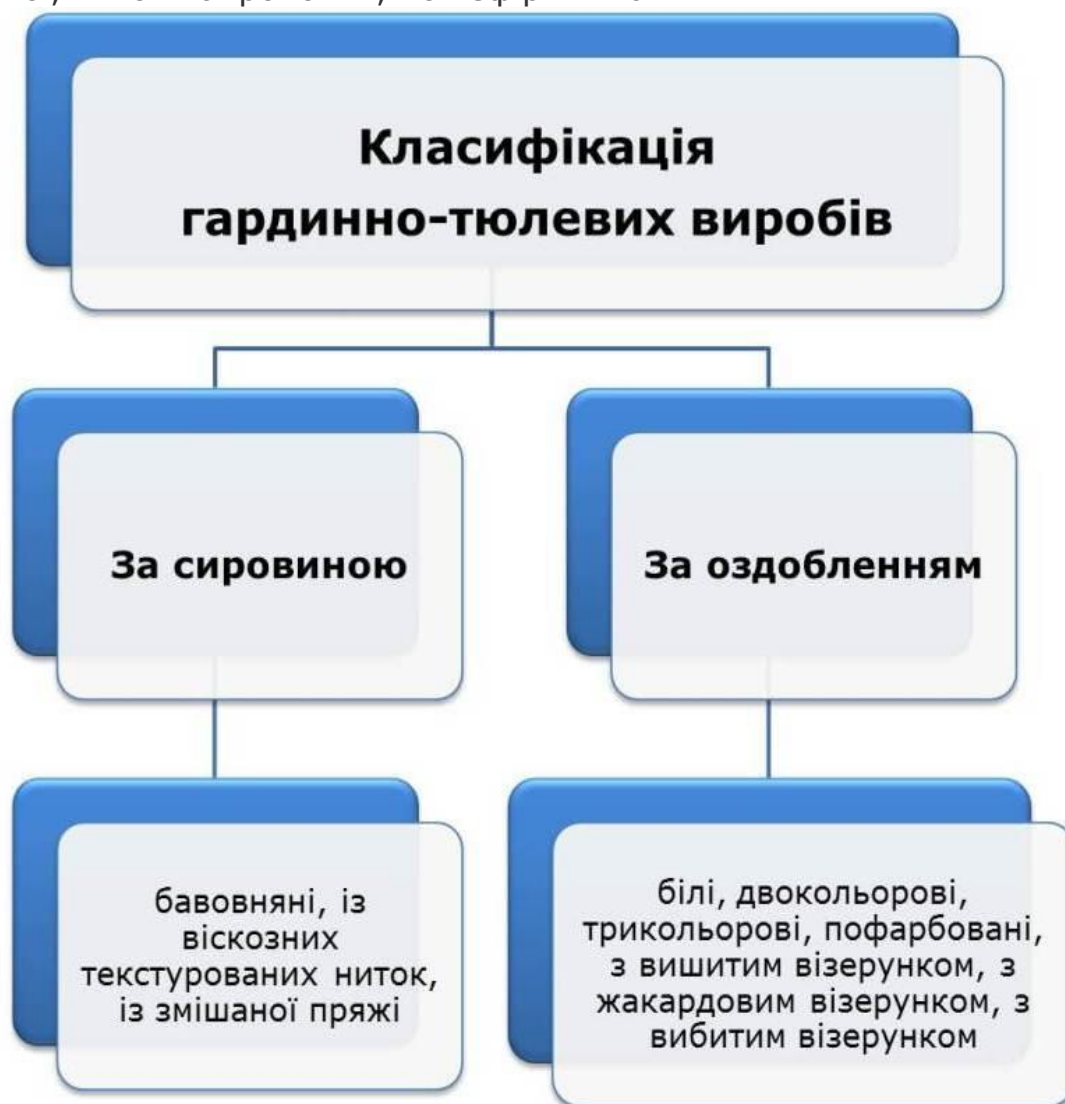 Класифікація
гардинно-тюлевих виробів
За сировиною
За оздобленням
бавовняні, із
віскозних
текстурованих ниток,
із змішаної пряжі
білі, двокольорові,
трикольорові, пофарбовані,
з вишитим візерунком, з
жакардовим візерунком, з
вибитим візерунком